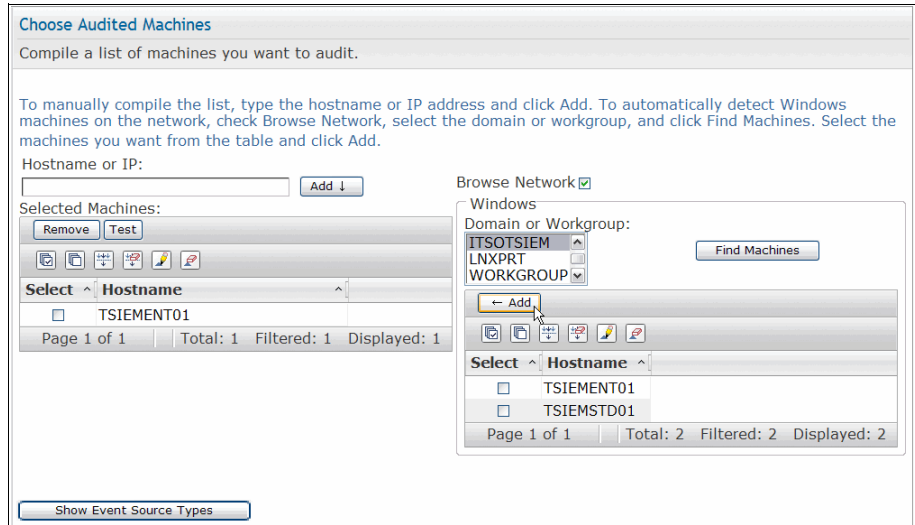 Choose Audited Machines
Compile a list of machines you want to audit.
To manually compile the list, type the hostname or IP address and click Add. To automatically detect Windows
machines on the network, check Browse Network, select the domain or workgroup, and click Find Machines. Select the
machines you want from the table and click Add.
Hostname or IP:
Add ↓
Selected Machines:
Remove Test
Select Hostname
TSIEMENT01
Page 1 of 1 Total: 1 Filtered: 1 Displayed: 1
Browse Network
Windows
Domain or Workgroup:
ITSOTSIEM
LNXPRT
WORKGROUP
Find Machines
← Add
Select Hostname
TSIEMENT01
TSIEMSTD01
Page 1 of 1 Total: 2 Filtered: 2 Displayed: 2
Show Event Source Types